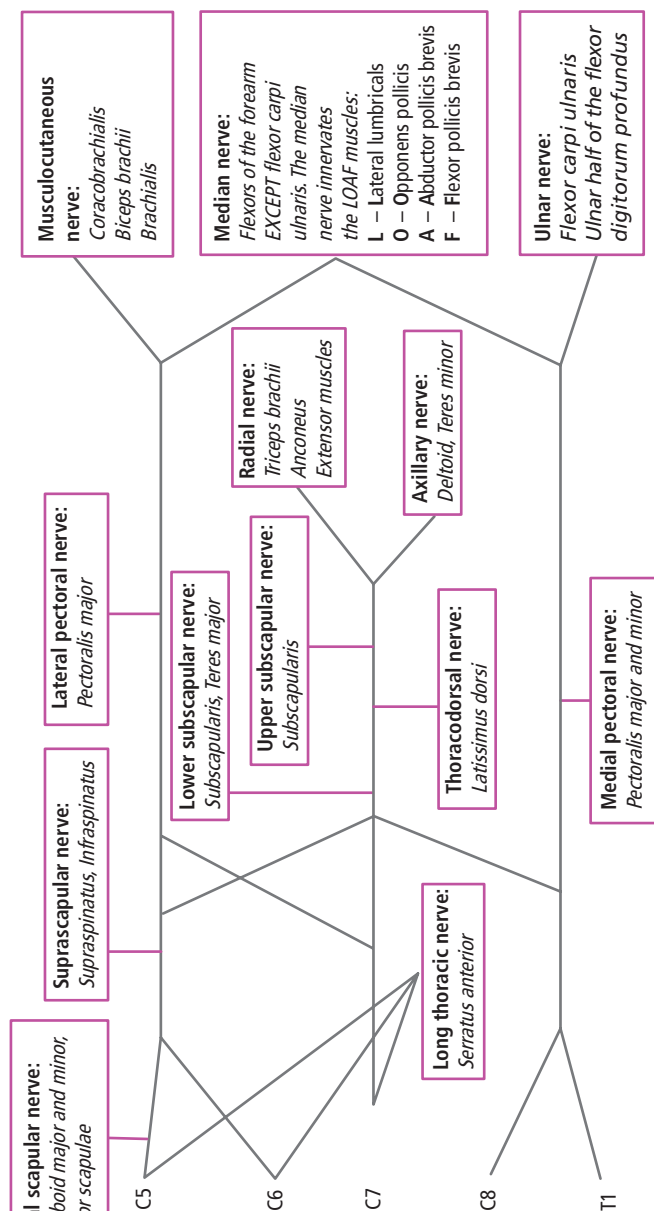 al scapular nerve:
boid major and minor,
or scapulae
Suprascapular nerve:
Supraspinatus, Infraspinatus
Lateral pectoral nerve:
Pectoralis major
Musculocutaneous
nerve:
Coracobrachialis
Biceps brachii
Brachialis
C5
Lower subscapular nerve:
Subscapularis, Teres major
Upper subscapular nerve:
Subscapularis
Radial nerve:
Triceps brachii
Anconeus
Extensor muscles
Median nerve:
Flexors of the forearm
EXCEPT flexor carpi
ulnaris. The median
nerve innervates
the LOAF muscles:
L – Lateral lumbricals
O – Opponens pollicis
A – Abductor pollicis brevis
F – Flexor pollicis brevis
C6
C7
Long thoracic nerve:
Serratus anterior
Thoracodorsal nerve:
Latissimus dorsi
Axillary nerve:
Deltoid, Teres minor
C8
T1
Medial pectoral nerve:
Pectoralis major and minor
Ulnar nerve:
Flexor carpi ulnaris
Ulnar half of the flexor
digitorum profundus